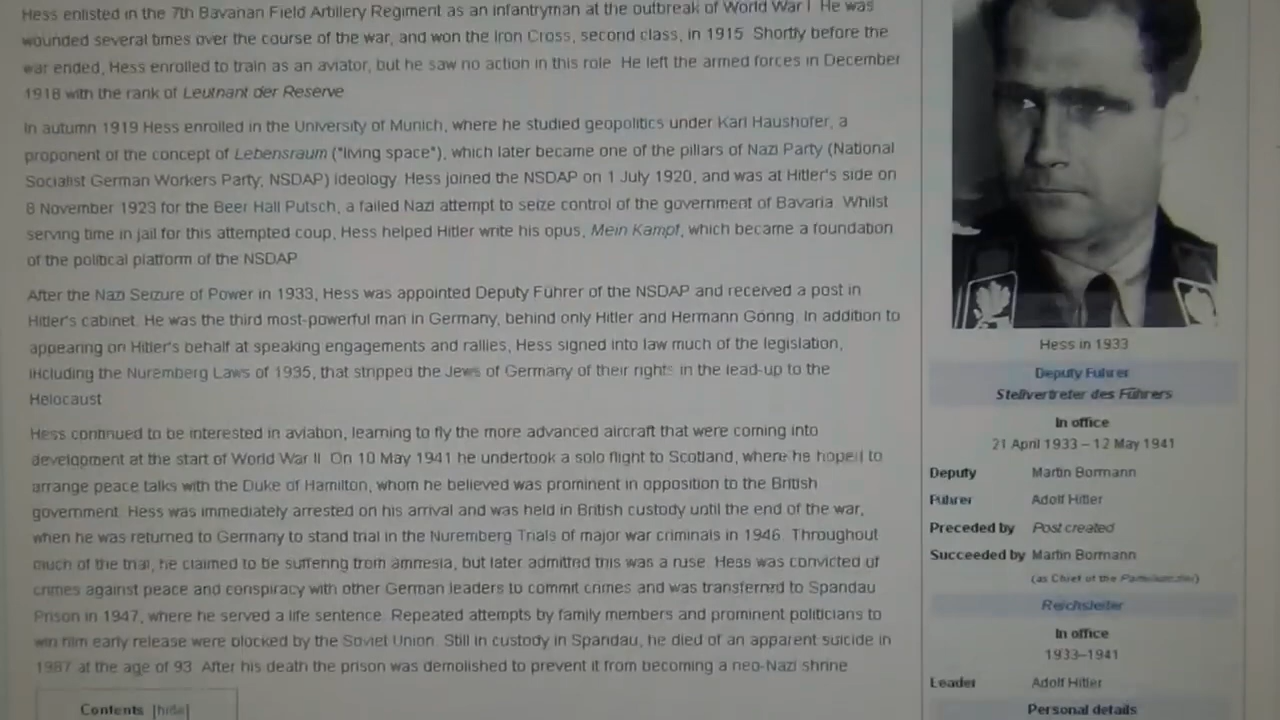 Hess enlisted in the 7th Bavarian Field Artillery Regiment as an infantryman at the outbreak of World War I. He was
wounded several times over the course of the war, and won the Iron Cross, second class, in 1915. Shortly before the
war ended, Hess enrolled to train as an aviator, but he saw no action in this role. He left the armed forces in December
1918 with the rank of Leutnant der Reserve.
In autumn 1919 Hess enrolled in the University of Munich, where he studied geopolitics under Karl Haushofer, a
proponent of the concept of Lebensraum ("living space"), which later became one of the pillars of Nazi Party (National
Socialist German Workers Party; NSDAP) ideology. Hess joined the NSDAP on 1 July 1920, and was at Hitler's side on
8 November 1923 for the Beer Hall Putsch, a failed Nazi attempt to seize control of the government of Bavaria. Whilst
serving time in jail for this attempted coup, Hess helped Hitler write his opus, Mein Kampf, which became a foundation
of the political platform of the NSDAP.
After the Nazi Seizure of Power in 1933, Hess was appointed Deputy Führer of the NSDAP and received a post in
Hitler's cabinet. He was the third most-powerful man in Germany, behind only Hitler and Hermann Göring. In addition to
appearing on Hitler's behalf at speaking engagements and rallies, Hess signed into law much of the legislation,
including the Nuremberg Laws of 1935, that stripped the Jews of Germany of their rights in the lead-up to the
Holocaust.
Hess continued to be interested in aviation, learning to fly the more advanced aircraft that were coming into
development at the start of World War II. On 10 May 1941 he undertook a solo flight to Scotland, where he hoped to
arrange peace talks with the Duke of Hamilton, whom he believed was prominent in opposition to the British
government. Hess was immediately arrested on his arrival and was held in British custody until the end of the war,
when he was returned to Germany to stand trial in the Nuremberg Trials of major war criminals in 1946. Throughout
much of the trial, he claimed to be suffering from amnesia, but later admitted this was a ruse. Hess was convicted of
crimes against peace and conspiracy with other German leaders to commit crimes and was transferred to Spandau
Prison in 1947, where he served a life sentence. Repeated attempts by family members and prominent politicians to
win him early release were blocked by the Soviet Union. Still in custody in Spandau, he died of an apparent suicide in
1987 at the age of 93. After his death the prison was demolished to prevent it from becoming a neo-Nazi shrine.
Contents [hide]
Hess in 1933
Deputy Führer
Stellvertreter des Führers
In office
21 April 1933 – 12 May 1941
Deputy Martin Bormann
Führer Adolf Hitler
Preceded by Post created
Succeeded by Martin Bormann
(as Chief of the Parteikanzlei)
Reichsleiter
In office
1933–1941
Leader Adolf Hitler
Personal details